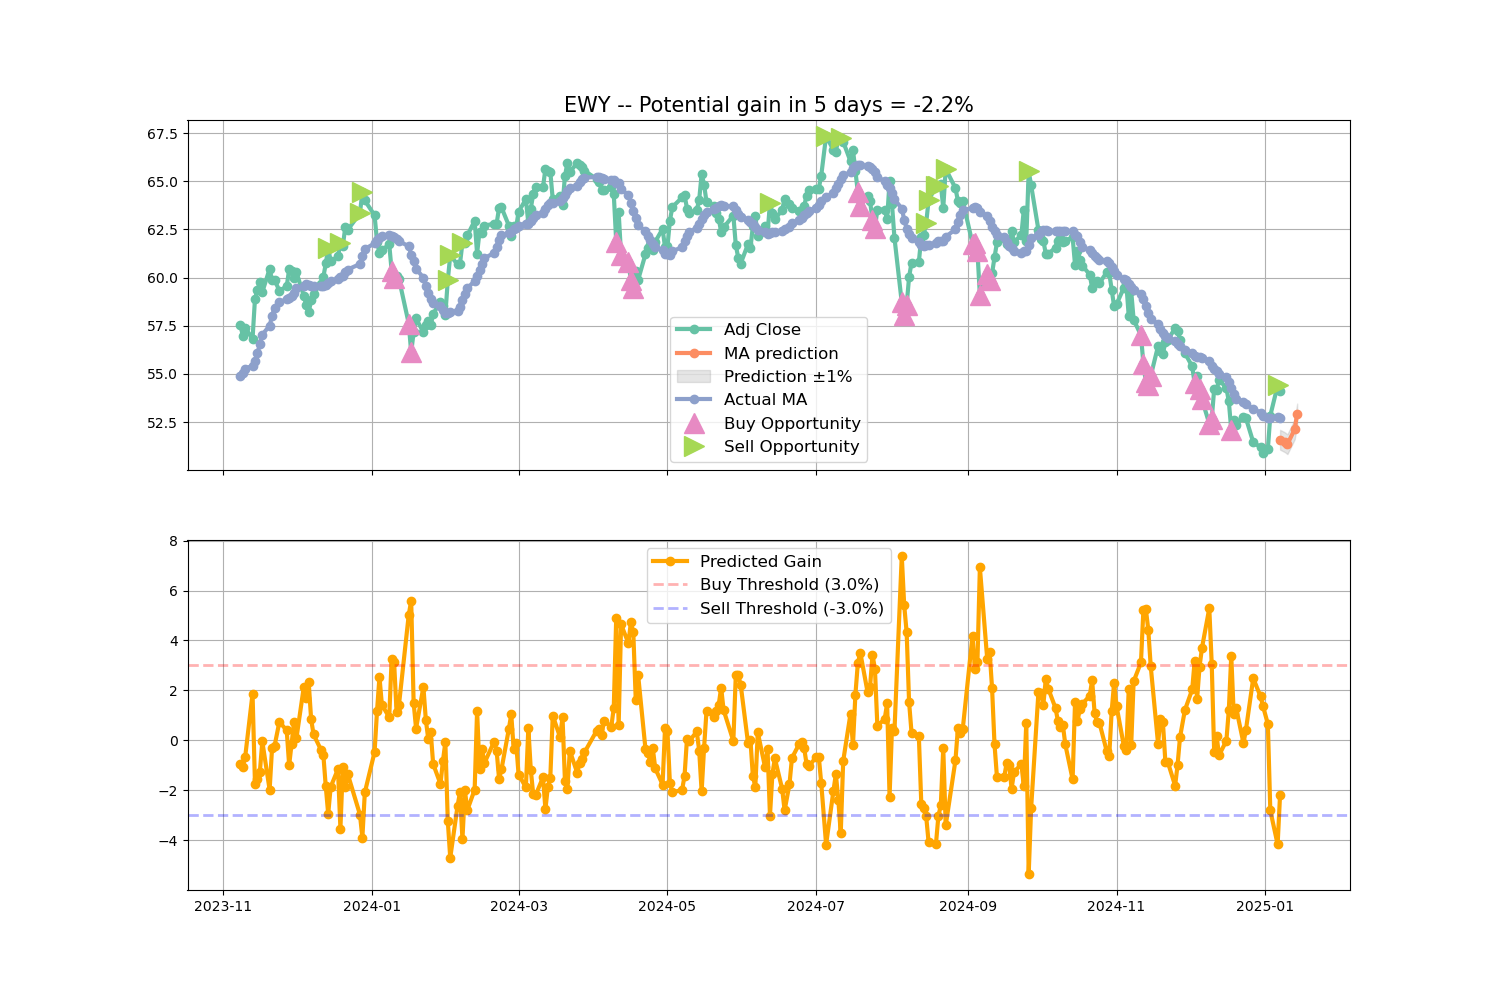 EWY -- Potential gain in 5 days = -2.2%
67.5
65.0
62.5
60.0
57.5
55.0
52.5
Adj Close
MA prediction
Prediction ±1%
Actual MA
Buy Opportunity
Sell Opportunity
8
6
4
2
0
−2
−4
Predicted Gain
Buy Threshold (3.0%)
Sell Threshold (-3.0%)
2023-11 2024-01 2024-03 2024-05 2024-07 2024-09 2024-11 2025-01